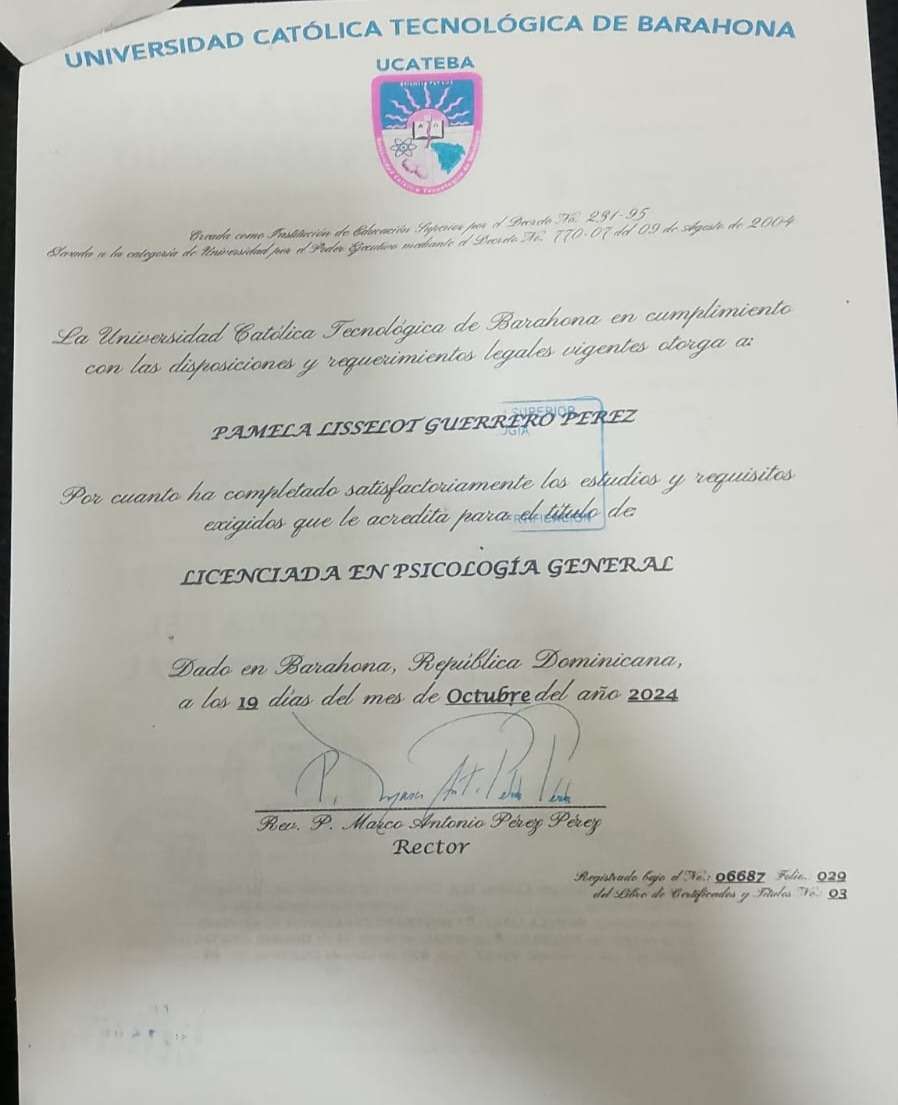 UNIVERSIDAD CATÓLICA TECNOLÓGICA DE BARAHONA
UCATEBA
Creada como Institución de Educación Superior por el Decreto No. 281-95
Elevada a la categoría de Universidad por el Poder Ejecutivo mediante el Decreto No. 770-07 del 09 de Agosto de 2004
La Universidad Católica Tecnológica de Barahona en cumplimiento
con las disposiciones y requerimientos legales vigentes otorga a:
SUPERIOR
PAMELA LISSELOT GUERRERO PEREZ
OGÍA
Por cuanto ha completado satisfactoriamente los estudios y requisitos
exigidos que le acredita para el título de:
LICENCIADA EN PSICOLOGÍA GENERAL
Dado en Barahona, República Dominicana,
a los 19 días del mes de Octubre del año 2024
Rev. P. Marco Antonio Pérez Pérez
Rector
Registrado bajo el No.: 06687 Folio.: 029
del Libro de Certificados y Títulos No.: 03